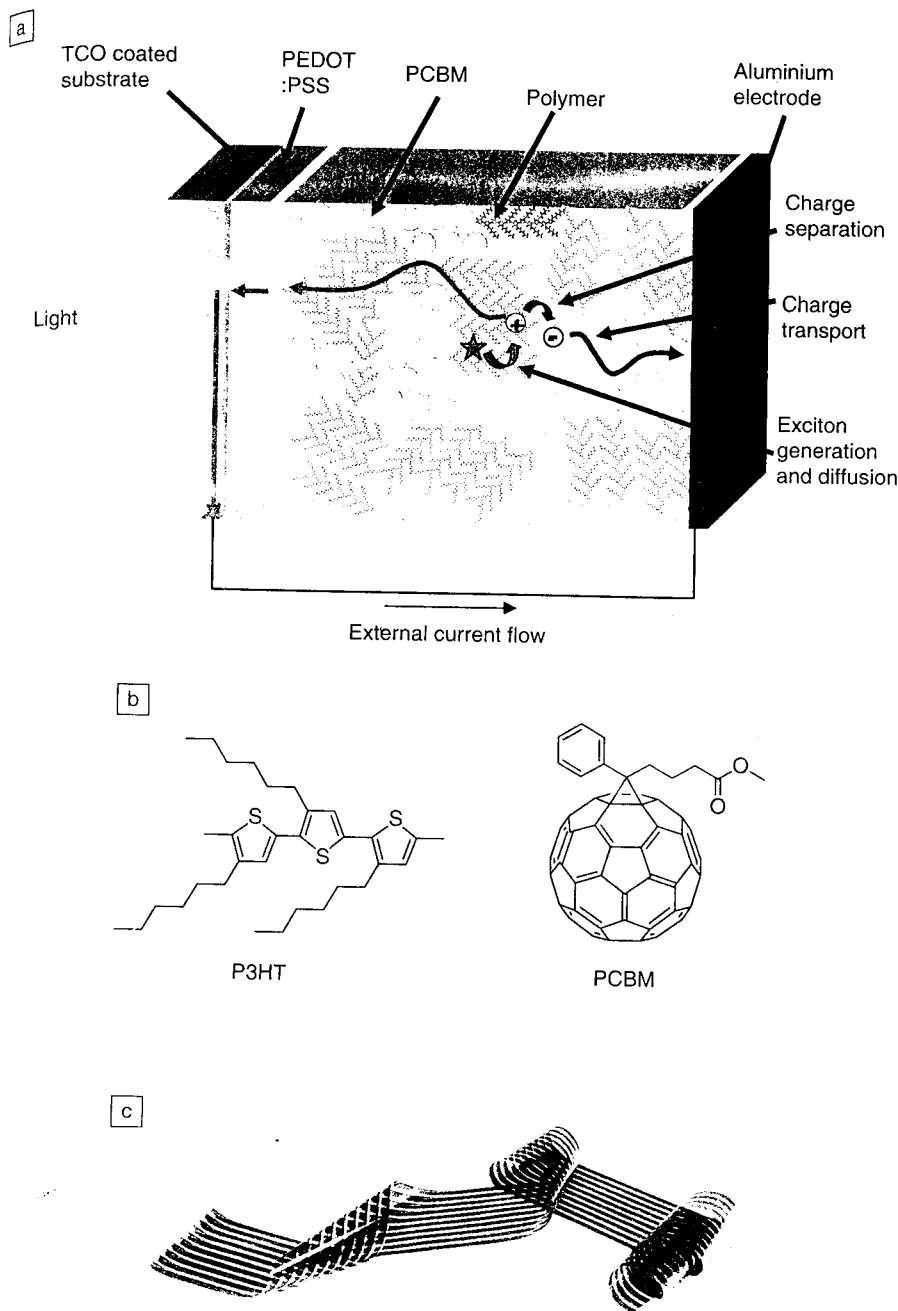 a
TCO coated
substrate
PEDOT
:PSS
PCBM
Polymer
Aluminium
electrode
Charge
separation
Light
+
-
Charge
transport
Exciton
generation
and diffusion
External current flow
b
S
S
S
P3HT
O
O
PCBM
c